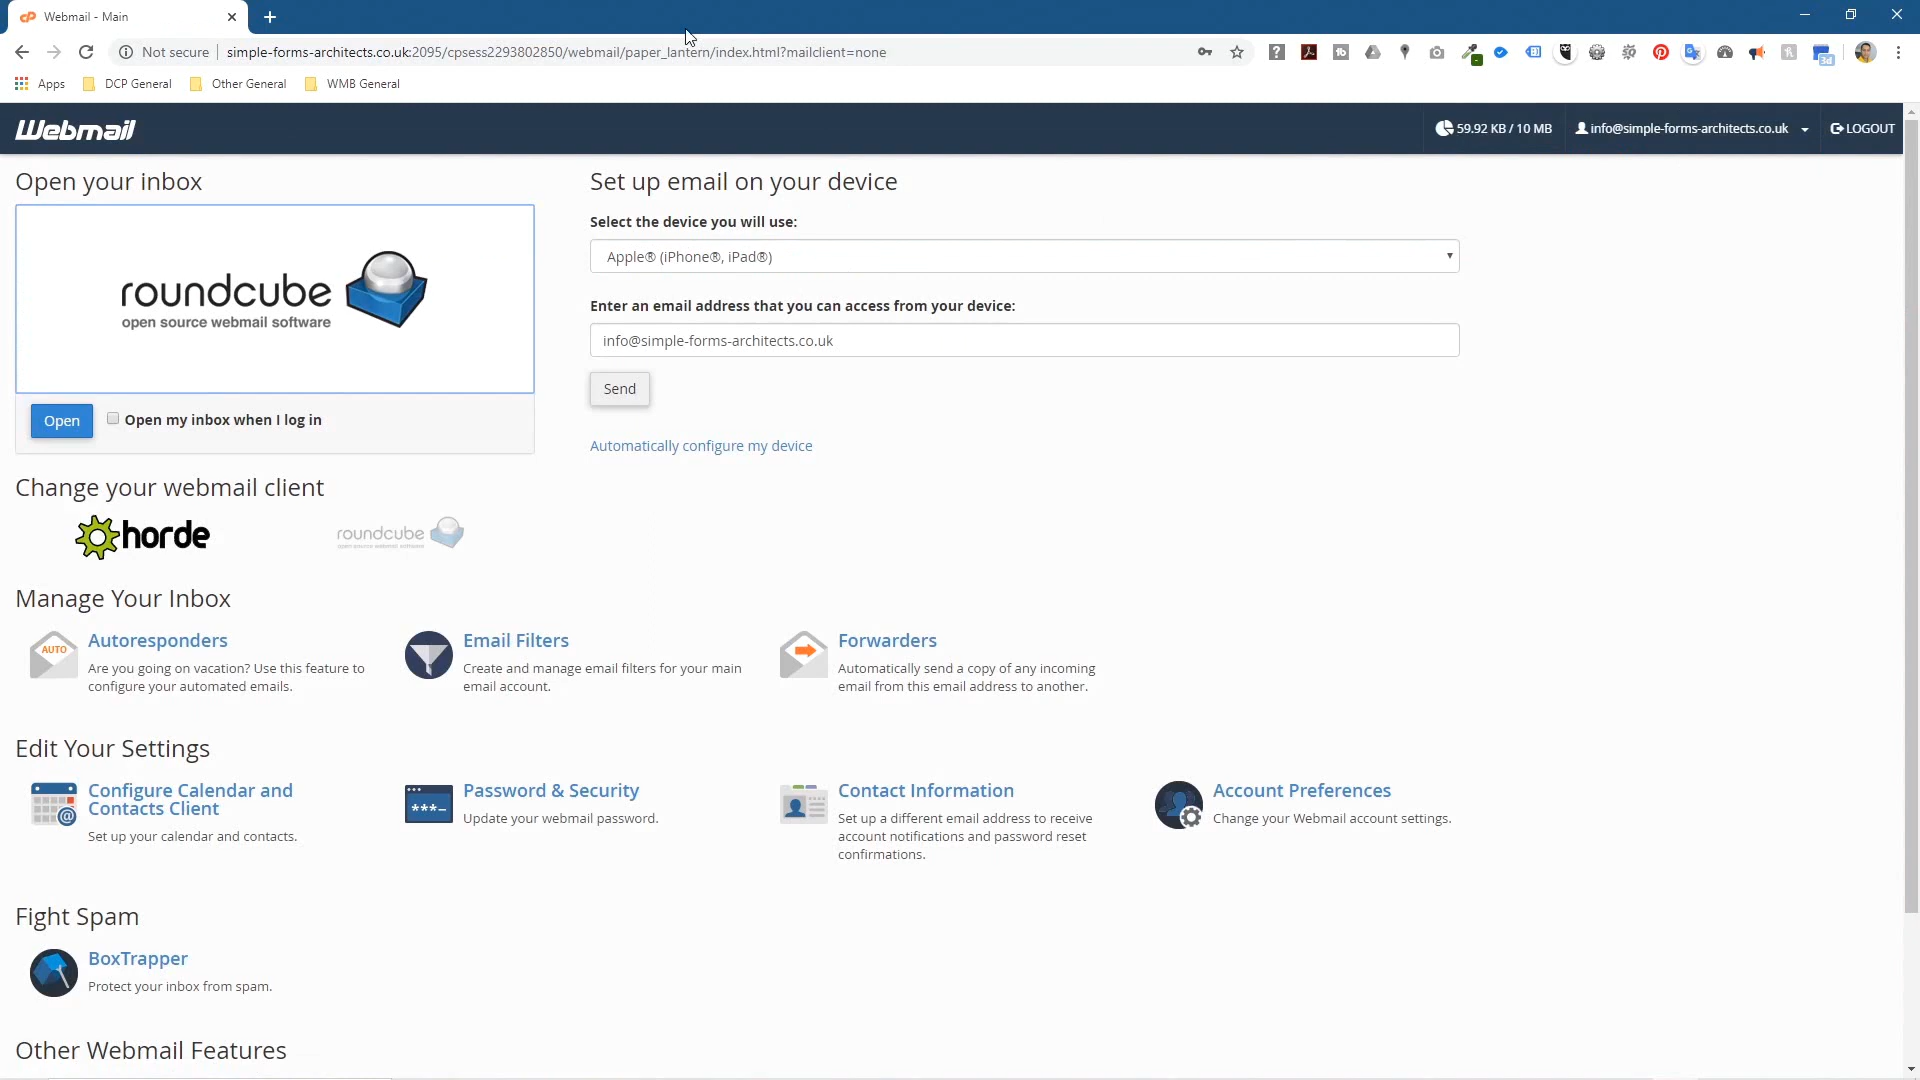 Webmail - Main
Not secure
simple-forms-architects.co.uk:2095/cpsess2293802850/webmail/paper_lantern/index.html?mailclient=none
Apps
DCP General
Other General
WMB General
Webmail
59.92 KB / 10 MB
info@simple-forms-architects.co.uk
LOGOUT
Open your inbox
roundcube
open source webmail software
Open
Open my inbox when I log in
Set up email on your device
Select the device you will use:
Apple® (iPhone®, iPad®)
Enter an email address that you can access from your device:
info@simple-forms-architects.co.uk
Send
Automatically configure my device
Change your webmail client
horde
roundcube
open source webmail software
Manage Your Inbox
AUTO
Autoresponders
Are you going on vacation? Use this feature to
configure your automated emails.
Email Filters
Create and manage email filters for your main
email account.
Forwarders
Automatically send a copy of any incoming
email from this email address to another.
Edit Your Settings
Configure Calendar and
Contacts Client
Set up your calendar and contacts.
***_
Password & Security
Update your webmail password.
Contact Information
Set up a different email address to receive
account notifications and password reset
confirmations.
Account Preferences
Change your Webmail account settings.
Fight Spam
BoxTrapper
Protect your inbox from spam.
Other Webmail Features